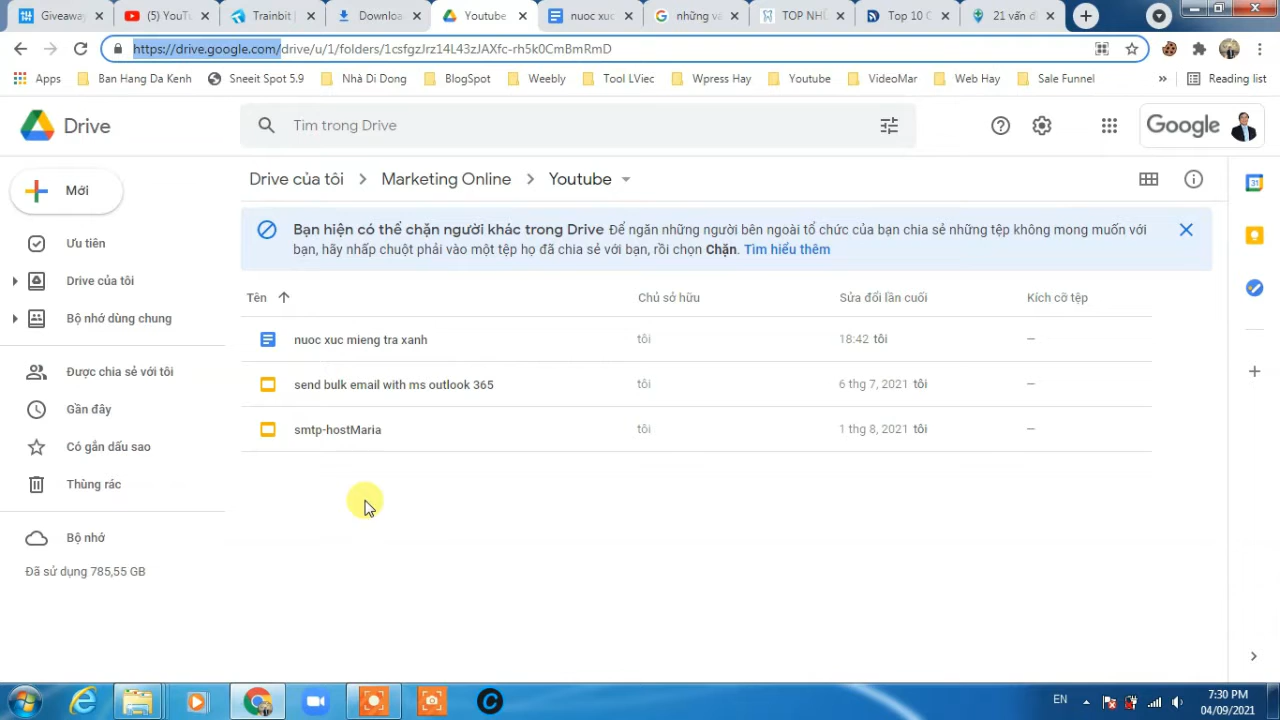 Giveaway
(5) YouTu
Trainbit
Downloa
Youtube
nuoc xuc
những v
TOP NH
Top 10 C
21 vấn đ
https://drive.google.com/drive/u/1/folders/1csfgzJrz14L43zJAXfc-rh5k0CmBmRmD
Apps
Ban Hang Da Kenh
Sneeit Spot 5.9
Nhà Di Dong
BlogSpot
Weebly
Tool LViec
Wpress Hay
Youtube
VideoMar
Web Hay
Sale Funnel
»
Reading list
Drive
Tìm trong Drive
Google
Mới
Drive của tôi
Marketing Online
Youtube
Ưu tiên
Drive của tôi
Bộ nhớ dùng chung
Được chia sẻ với tôi
Gần đây
Có gắn dấu sao
Thùng rác
Bộ nhớ
Đã sử dụng 785,55 GB
Bạn hiện có thể chặn người khác trong Drive Để ngăn những người bên ngoài tổ chức của bạn chia sẻ những tệp không mong muốn với
bạn, hãy nhấp chuột phải vào một tệp họ đã chia sẻ với bạn, rồi chọn Chặn. Tìm hiểu thêm
Tên Chủ sở hữu Sửa đổi lần cuối Kích cỡ tệp
nuoc xuc mieng tra xanh tôi 18:42 tôi —
send bulk email with ms outlook 365 tôi 6 thg 7, 2021 tôi —
smtp-hostMaria tôi 1 thg 8, 2021 tôi —
31
EN
7:30 PM
04/09/2021